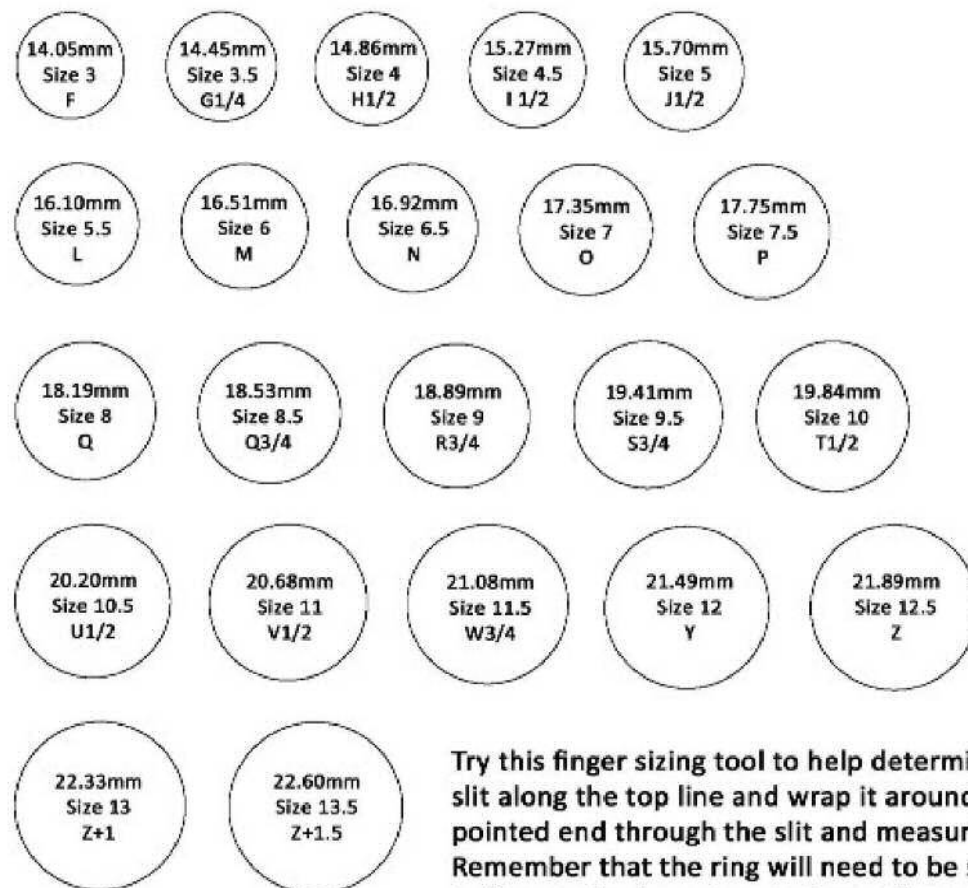 14.05mm
Size 3
F
14.45mm
Size 3.5
G1/4
14.86mm
Size 4
H1/2
15.27mm
Size 4.5
I 1/2
15.70mm
Size 5
J1/2
16.10mm
Size 5.5
L
16.51mm
Size 6
M
16.92mm
Size 6.5
N
17.35mm
Size 7
O
17.75mm
Size 7.5
P
18.19mm
Size 8
Q
18.53mm
Size 8.5
Q3/4
18.89mm
Size 9
R3/4
19.41mm
Size 9.5
S3/4
19.84mm
Size 10
T1/2
20.20mm
Size 10.5
U1/2
20.68mm
Size 11
V1/2
21.08mm
Size 11.5
W3/4
21.49mm
Size 12
Y
21.89mm
Size 12.5
Z
22.33mm
Size 13
Z+1
22.60mm
Size 13.5
Z+1.5
Try this finger sizing tool to help determi
slit along the top line and wrap it around
pointed end through the slit and measur
Remember that the ring will need to be